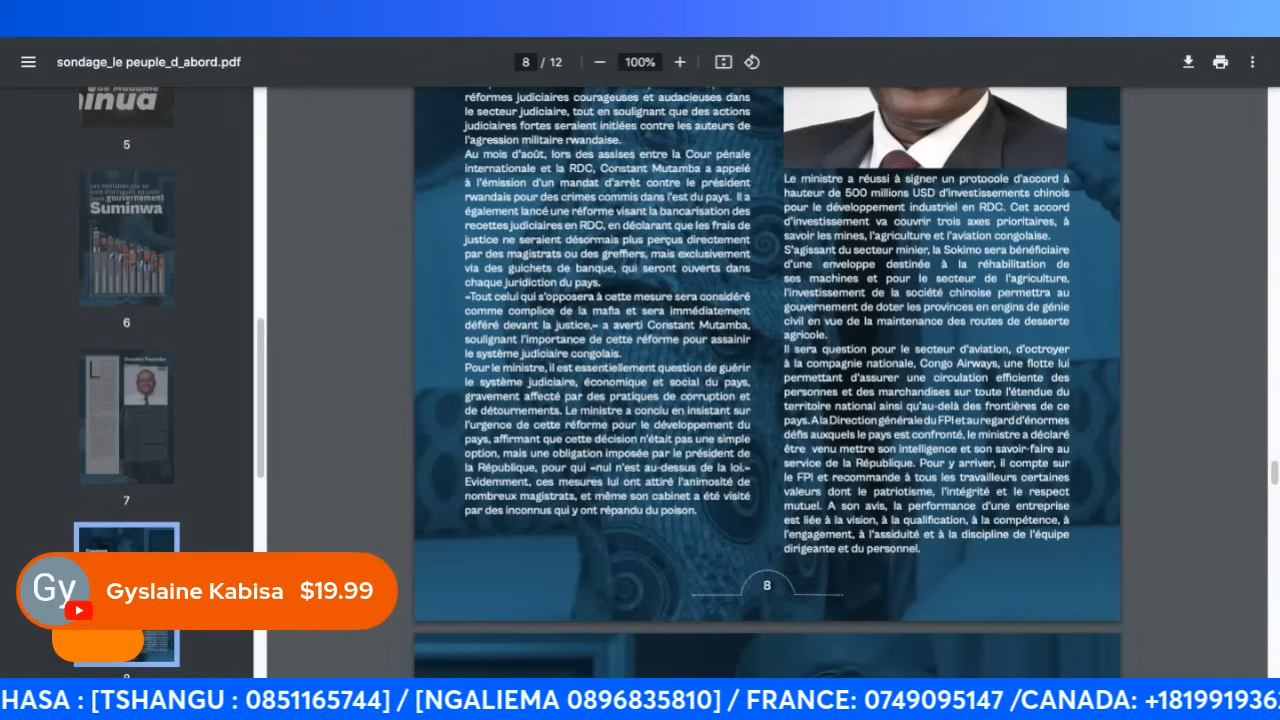 sondage_le peuple_d_abord.pdf
8 / 12
100%
5
Suminwa
6
7
réformes judiciaires courageuses et audacieuses dans
le secteur judiciaire, tout en soulignant que des actions
judiciaires fortes seraient initiées contre les auteurs de
l'agression militaire rwandaise.
Au mois d'août, lors des assises entre la Cour pénale
internationale et la RDC, Constant Mutamba a appelé
à l'émission d'un mandat d'arrêt contre le président
rwandais pour des crimes commis dans l'est du pays. Il a
également lancé une réforme visant la bancarisation des
recettes judiciaires en RDC, en déclarant que les frais de
justice ne seraient désormais plus perçus directement
par des magistrats ou des greffiers, mais exclusivement
via des guichets de banque, qui seront ouverts dans
chaque juridiction du pays.
«Tout celui qui s'opposera à cette mesure sera considéré
comme complice de la mafia et sera immédiatement
déféré devant la justice,» a averti Constant Mutamba,
soulignant l'importance de cette réforme pour assainir
le système judiciaire congolais.
Pour le ministre, il est essentiellement question de guérir
le système judiciaire, économique et social du pays,
gravement affecté par des pratiques de corruption et
de détournements. Le ministre a conclu en insistant sur
l'urgence de cette réforme pour le développement du
pays, affirmant que cette décision n'était pas une simple
option, mais une obligation imposée par le président de
la République, pour qui «nul n'est au-dessus de la loi.»
Evidemment, ces mesures lui ont attiré l'animosité de
nombreux magistrats, et même son cabinet a été visité
par des inconnus qui y ont répandu du poison.
Le ministre a réussi à signer un protocole d'accord à
hauteur de 500 millions USD d'investissements chinois
pour le développement industriel en RDC. Cet accord
d'investissement va couvrir trois axes prioritaires, à
savoir les mines, l'agriculture et l'aviation congolaise.
S'agissant du secteur minier, la Sokimo sera bénéficiaire
d'une enveloppe destinée à la réhabilitation de
ses machines et pour le secteur de l'agriculture,
l'investissement de la société chinoise permettra au
gouvernement de doter les provinces en engins de génie
civil en vue de la maintenance des routes de desserte
agricole.
Il sera question pour le secteur d'aviation, d'octroyer
à la compagnie nationale, Congo Airways, une flotte lui
permettant d'assurer une circulation efficiente des
personnes et des marchandises sur toute l'étendue du
territoire national ainsi qu'au-delà des frontières de ce
pays. A la Direction générale du FPI et au regard d'énormes
défis auxquels le pays est confronté, le ministre a déclaré
être venu mettre son intelligence et son savoir-faire au
service de la République. Pour y arriver, il compte sur
le FPI et recommande à tous les travailleurs certaines
valeurs dont le patriotisme, l'intégrité et le respect
mutuel. A son avis, la performance d'une entreprise
est liée à la vision, à la qualification, à la compétence, à
l'engagement, à l'assiduité et à la discipline de l'équipe
dirigeante et du personnel.
8
Gy
Gyslaine Kabisa $19.99
HASA : [TSHANGU : 0851165744] / [NGALIEMA 0896835810] / FRANCE: 0749095147 /CANADA: +181991936